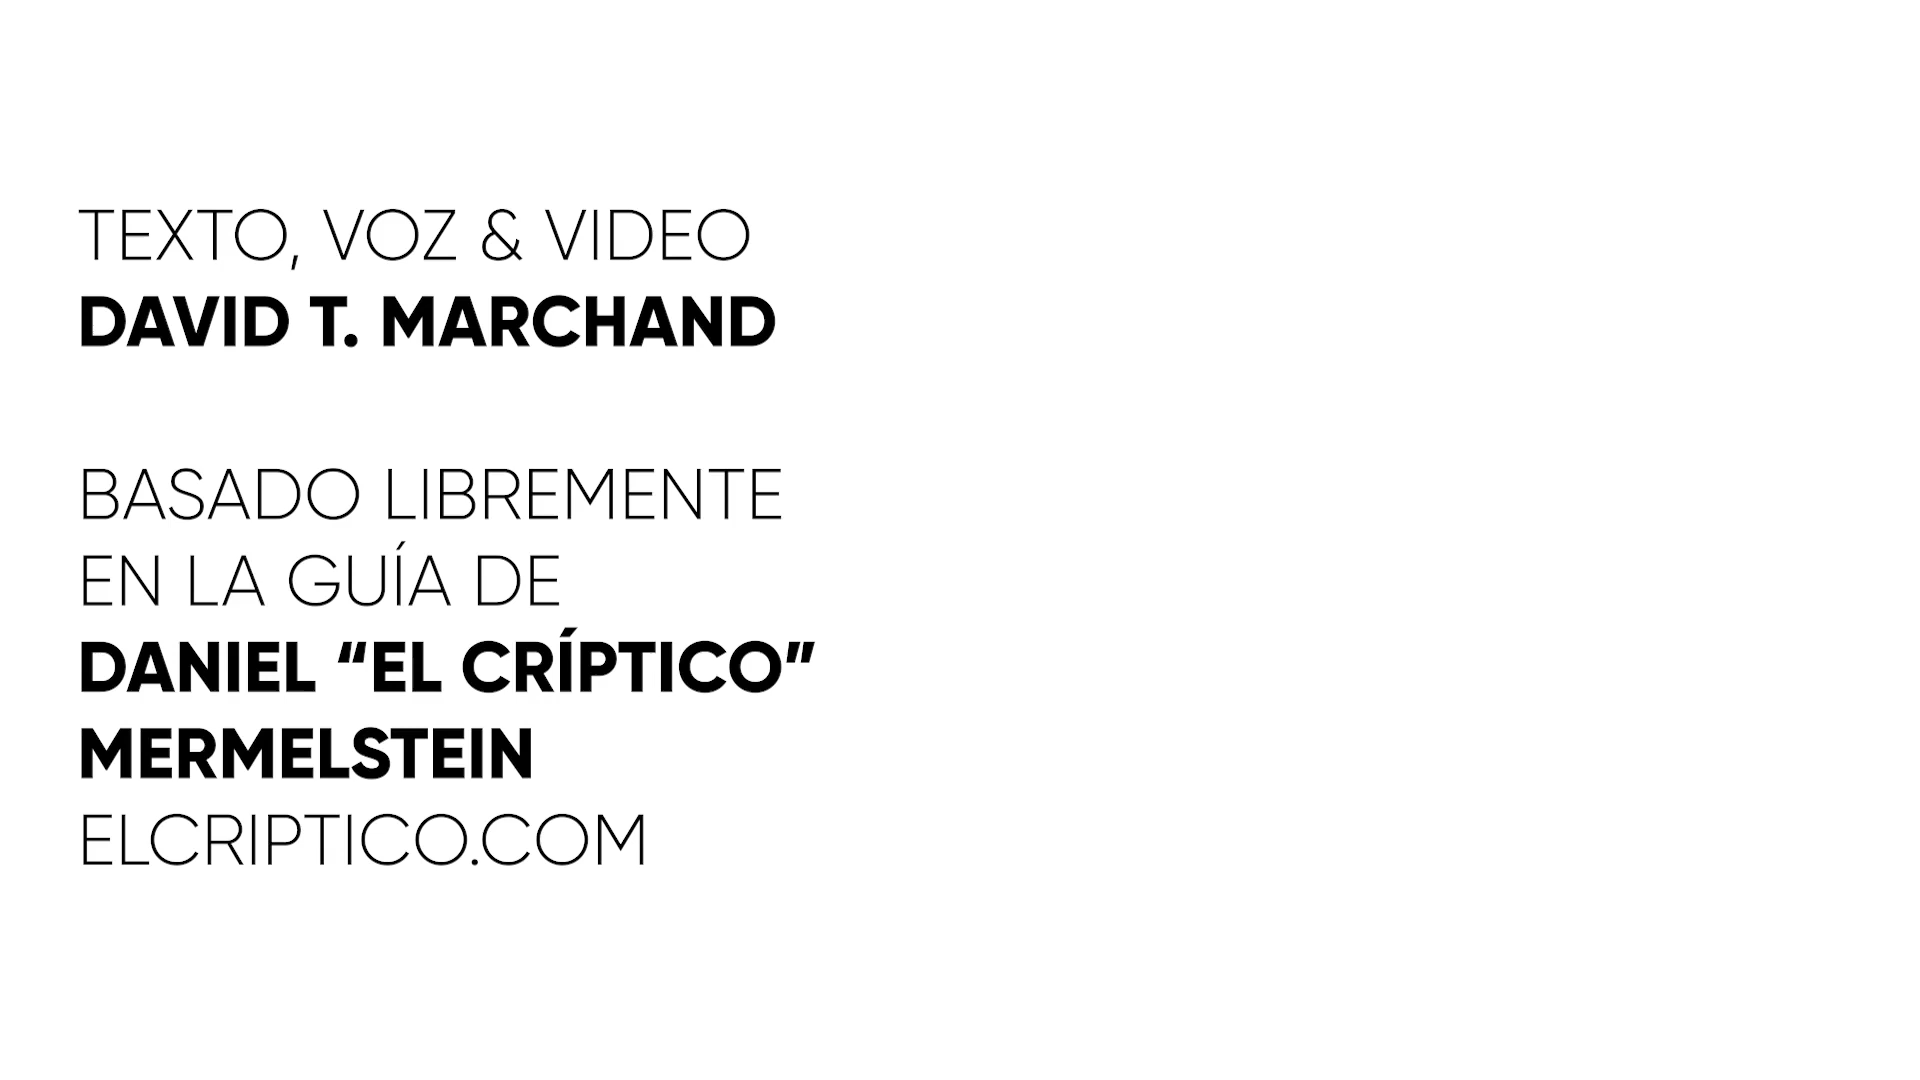 TEXTO, VOZ & VIDEO
DAVID T. MARCHAND
BASADO LIBREMENTE
EN LA GUÍA DE
DANIEL “EL CRÍPTICO”
MERMELSTEIN
ELCRIPTICO.COM